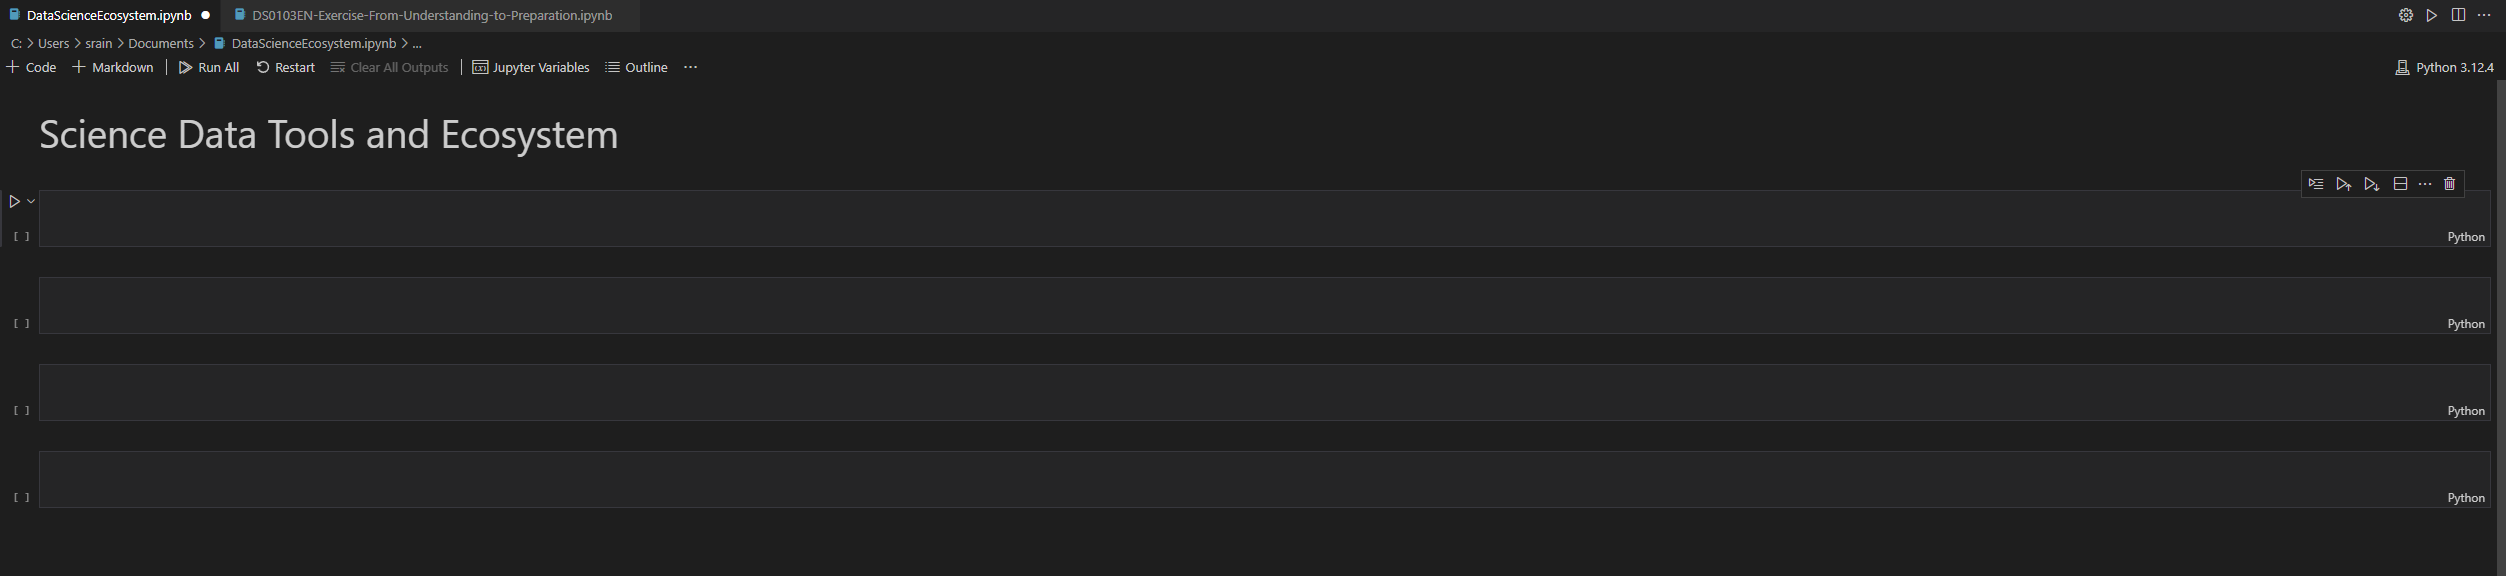 DataScienceEcosystem.ipynb DS0103EN-Exercise-From-Understanding-to-Preparation.ipynb
C: > Users > srain > Documents > DataScienceEcosystem.ipynb > ...
+ Code + Markdown | Run All Restart Clear All Outputs | Jupyter Variables Outline ... Python 3.12.4
Science Data Tools and Ecosystem
[ ] Python
[ ] Python
[ ] Python
[ ] Python